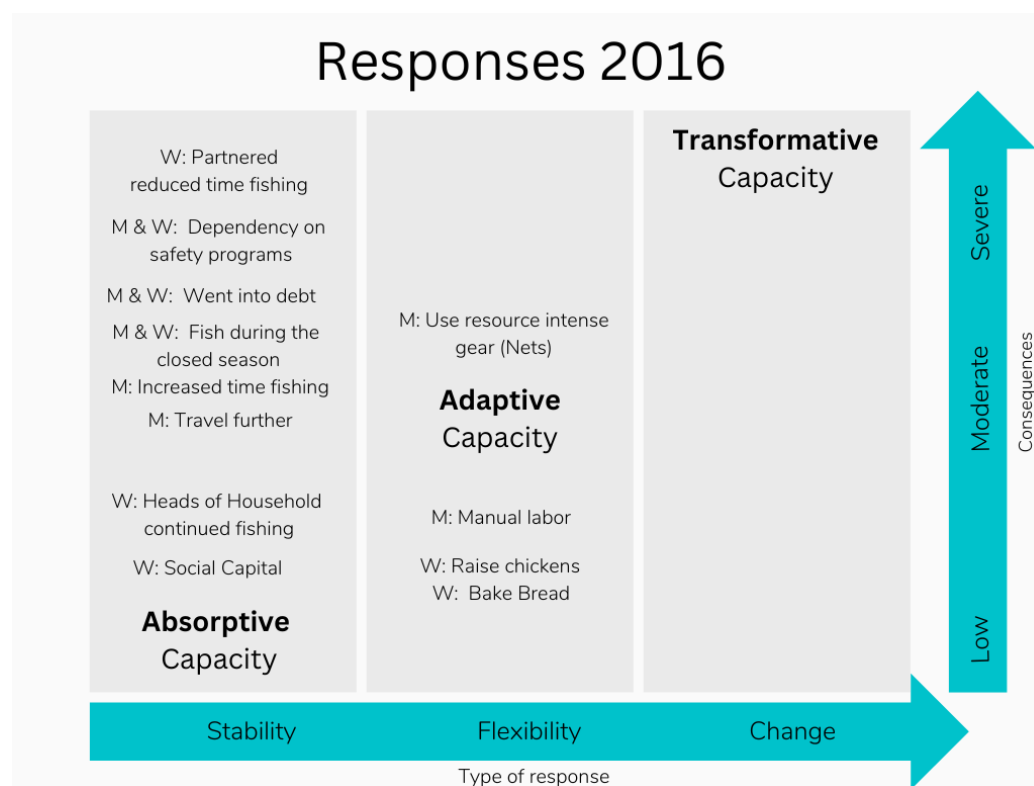 Responses 2016
W: Partnered
reduced time fishing
M & W: Dependency on
safety programs
M & W: Went into debt
M & W: Fish during the
closed season
M: Increased time fishing
M: Travel further
W: Heads of Household
continued fishing
W: Social Capital
Absorptive
Capacity
M: Use resource intense
gear (Nets)
Adaptive
Capacity
M: Manual labor
W: Raise chickens
W: Bake Bread
Transformative
Capacity
Severe
Moderate
Low
Consequences
Stability
Flexibility
Change
Type of response